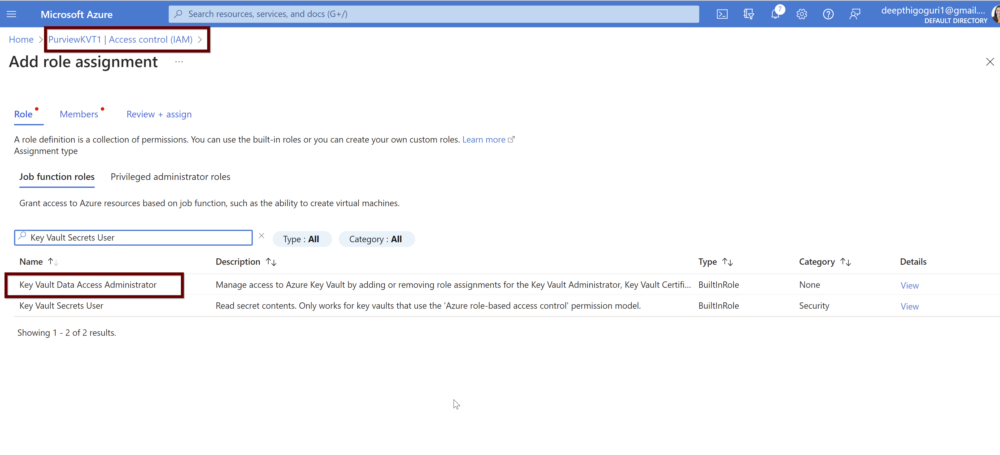 Microsoft Azure
Search resources, services, and docs (G+/)
7
deepthigoguri1@gmail....
DEFAULT DIRECTORY
Home > PurviewKVT1 | Access control (IAM) >
Add role assignment ...
Role Members Review + assign
A role definition is a collection of permissions. You can use the built-in roles or you can create your own custom roles. Learn more
Assignment type
Job function roles Privileged administrator roles
Grant access to Azure resources based on job function, such as the ability to create virtual machines.
Key Vault Secrets User Type : All Category : All
Name Description Type Category Details
Key Vault Data Access Administrator Manage access to Azure Key Vault by adding or removing role assignments for the Key Vault Administrator, Key Vault Certifi... BuiltInRole None View
Key Vault Secrets User Read secret contents. Only works for key vaults that use the 'Azure role-based access control' permission model. BuiltInRole Security View
Showing 1 - 2 of 2 results.